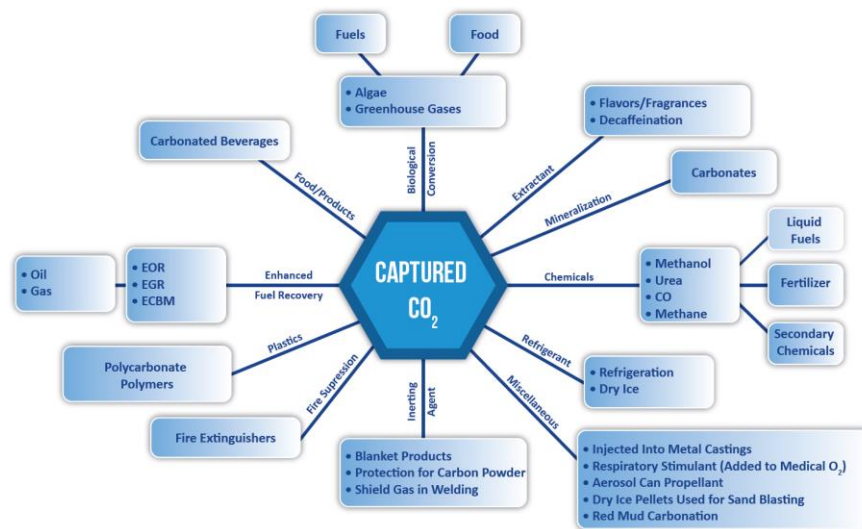 Fuels
Food
• Algae
• Greenhouse Gases
Biological
Conversion
• Flavors/Fragrances
• Decaffeination
Extractant
Carbonated Beverages
Food/Products
Carbonates
Mineralization
CAPTURED
CO₂
Chemicals
• Methanol
• Urea
• CO
• Methane
Liquid
Fuels
Fertilizer
Secondary
Chemicals
• Oil
• Gas
• EOR
• EGR
• ECBM
Enhanced
Fuel Recovery
Plastics
Polycarbonate
Polymers
Fire Supression
Fire Extinguishers
Inerting
Agent
• Blanket Products
• Protection for Carbon Powder
• Shield Gas in Welding
Refrigerant
• Refrigeration
• Dry Ice
Miscellaneous
• Injected Into Metal Castings
• Respiratory Stimulant (Added to Medical O₂)
• Aerosol Can Propellant
• Dry Ice Pellets Used for Sand Blasting
• Red Mud Carbonation